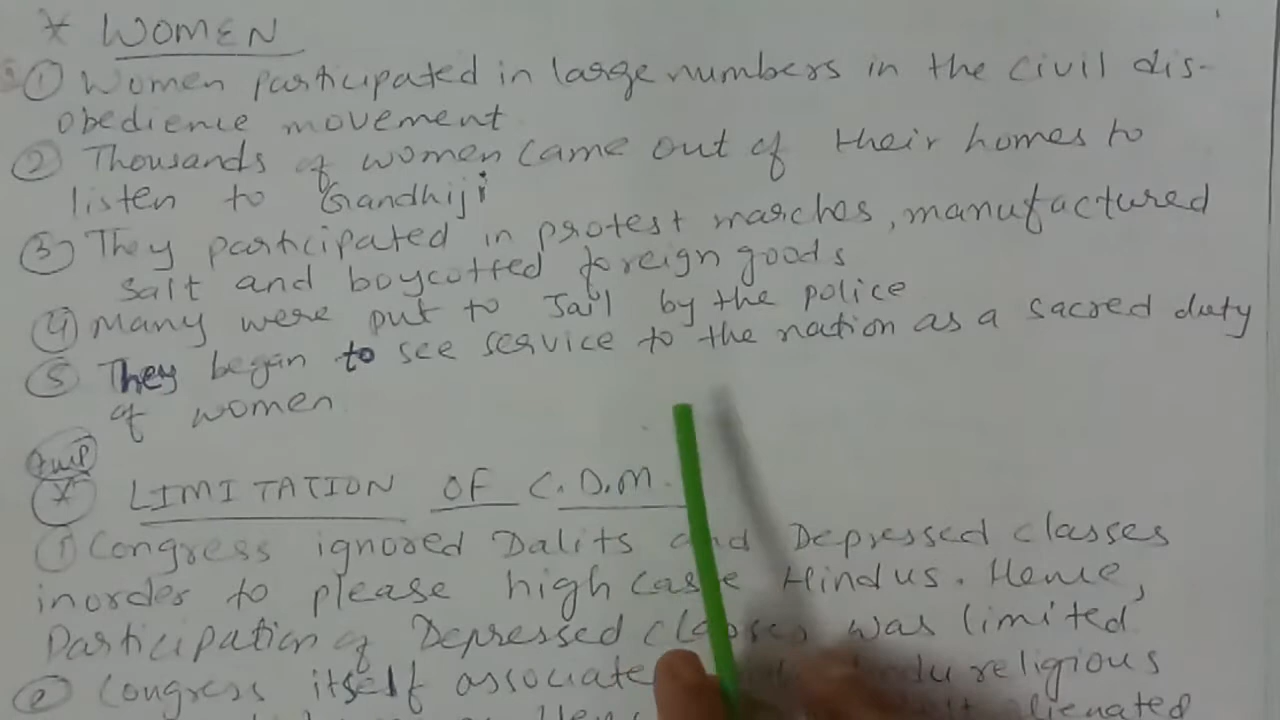 * WOMEN
① Women participated in large numbers in the civil dis-
obedience movement
② Thousands of women came out of their homes to
listen to Gandhiji
③ They participated in protest marches, manufactured
salt and boycotted foreign goods
④ Many were put to Jail by the police
⑤ They began to see service to the nation as a sacred duty
of women
Imp
* LIMITATION OF C.D.M.
① Congress ignored Dalits and Depressed classes
inorder to please high caste Hindus. Hence,
Participation of Depressed classes was limited
② Congress itself associate religious